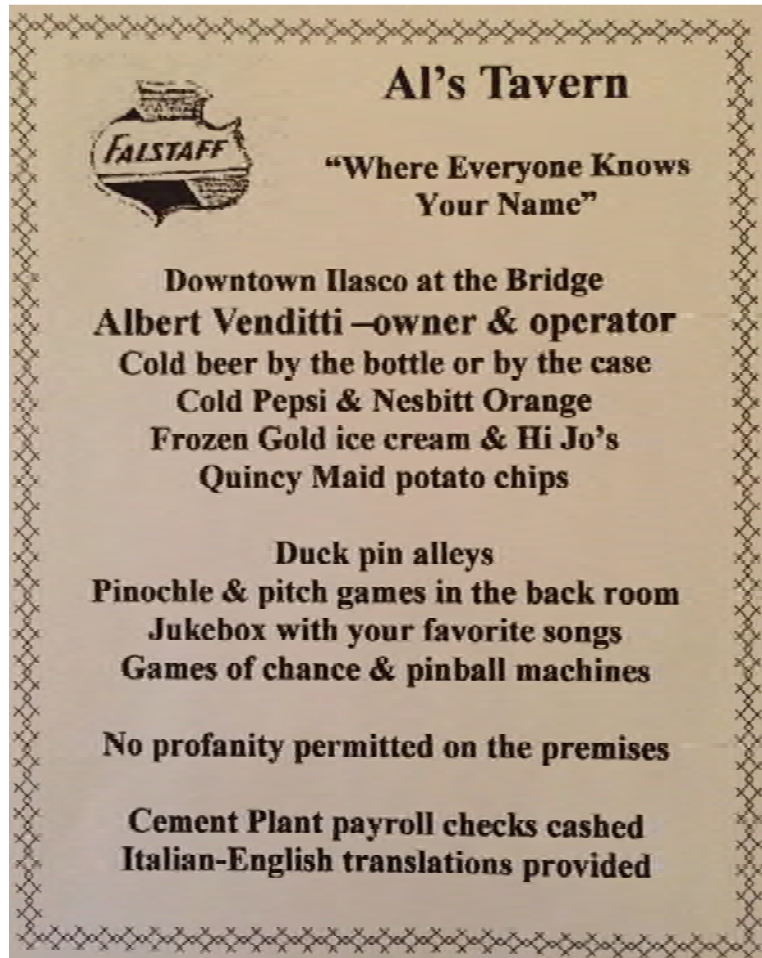 Al's Tavern
FALSTAFF
“Where Everyone Knows
Your Name”
Downtown Ilasco at the Bridge
Albert Venditti –owner & operator
Cold beer by the bottle or by the case
Cold Pepsi & Nesbitt Orange
Frozen Gold ice cream & Hi Jo's
Quincy Maid potato chips
Duck pin alleys
Pinochle & pitch games in the back room
Jukebox with your favorite songs
Games of chance & pinball machines
No profanity permitted on the premises
Cement Plant payroll checks cashed
Italian-English translations provided